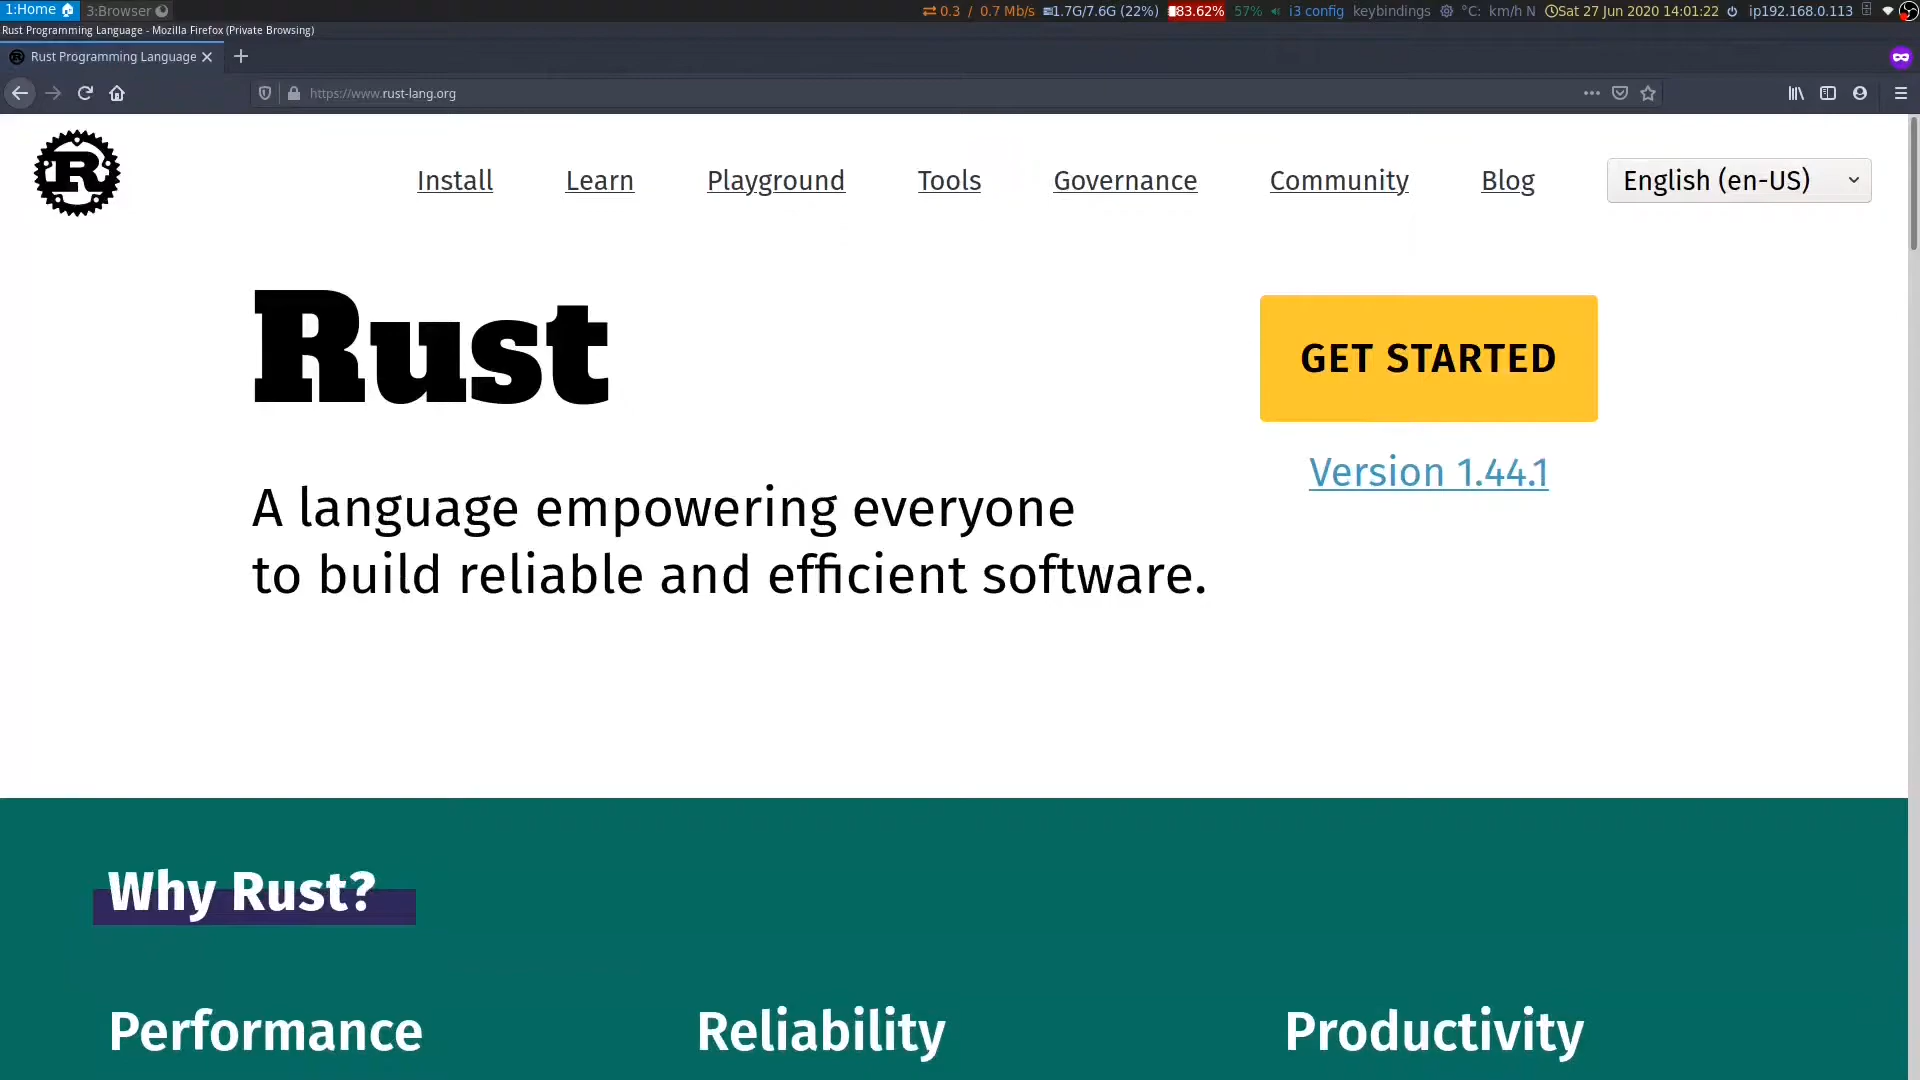 1:Home
3:Browser
0.3 / 0.7 Mb/s 1.7G/7.6G (22%) 83.62% 57% i3 config keybindings °C: km/h N Sat 27 Jun 2020 14:01:22 ip192.168.0.113
Rust Programming Language - Mozilla Firefox (Private Browsing)
Rust Programming Language
https://www.rust-lang.org
R
Install Learn Playground Tools Governance Community Blog English (en-US)
Rust
GET STARTED
Version 1.44.1
A language empowering everyone
to build reliable and efficient software.
Why Rust?
Performance Reliability Productivity